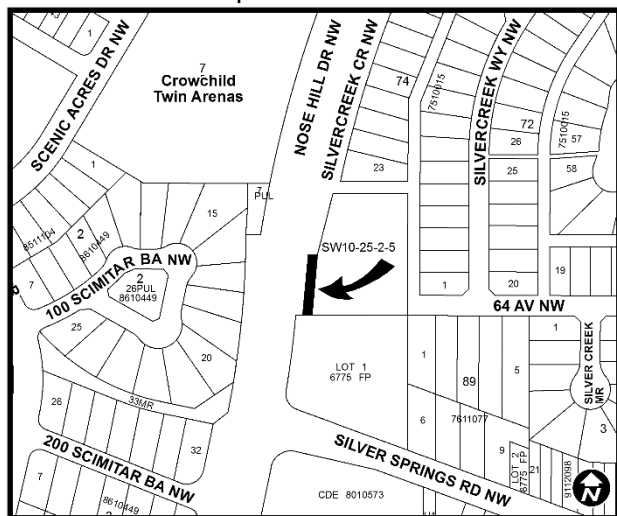 1
7
Crowchild
Twin Arenas
SCENIC ACRES DR NW
NOSE HILL DR NW
SILVERCREEK CR NW
SILVERCREEK WY NW
74
7510015
72
26
7510015
57
23
25
58
1
7
PUL
15
8511104
2
8610449
7
100 SCIMITAR BA NW
2
26PUL
8610449
SW10-25-2-5
1
20
19
64 AV NW
25
20
LOT 1
6775 FP
1
5
1
SILVER CREEK
MR
89
33MR
26
32
6
7611077
3
200 SCIMITAR BA NW
SILVER SPRINGS RD NW
9
LOT 2
6775 FP
21
9112098
7
8610449
CDE 8010573
N